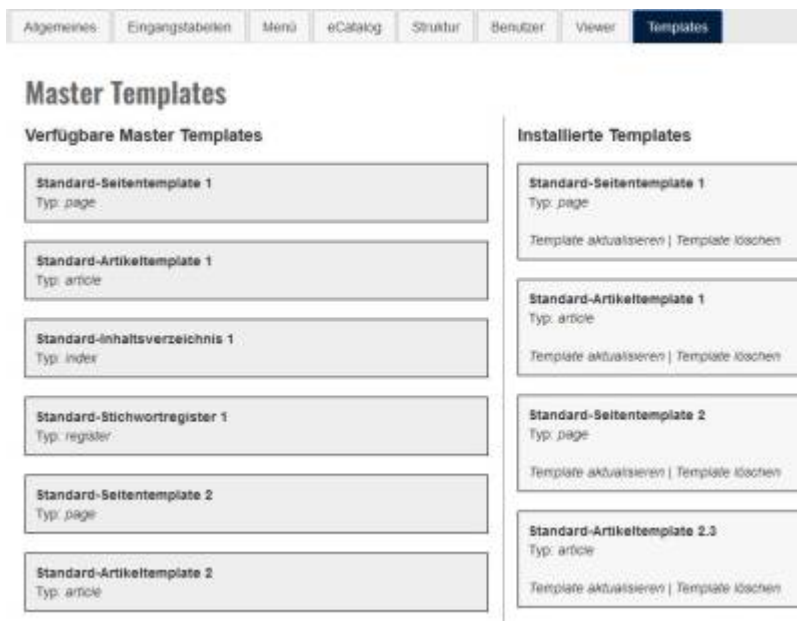 Allgemeines Eingangstabellen Menü eCatalog Struktur Benutzer Viewer Templates
Master Templates
Verfügbare Master Templates
Standard-Seitentemplate 1
Typ: page
Standard-Artikeltemplate 1
Typ: article
Standard-Inhaltsverzeichnis 1
Typ: index
Standard-Stichwortregister 1
Typ: register
Standard-Seitentemplate 2
Typ: page
Standard-Artikeltemplate 2
Typ: article
Installierte Templates
Standard-Seitentemplate 1
Typ: page
Template aktualisieren | Template löschen
Standard-Artikeltemplate 1
Typ: article
Template aktualisieren | Template löschen
Standard-Seitentemplate 2
Typ: page
Template aktualisieren | Template löschen
Standard-Artikeltemplate 2.3
Typ: article
Template aktualisieren | Template löschen